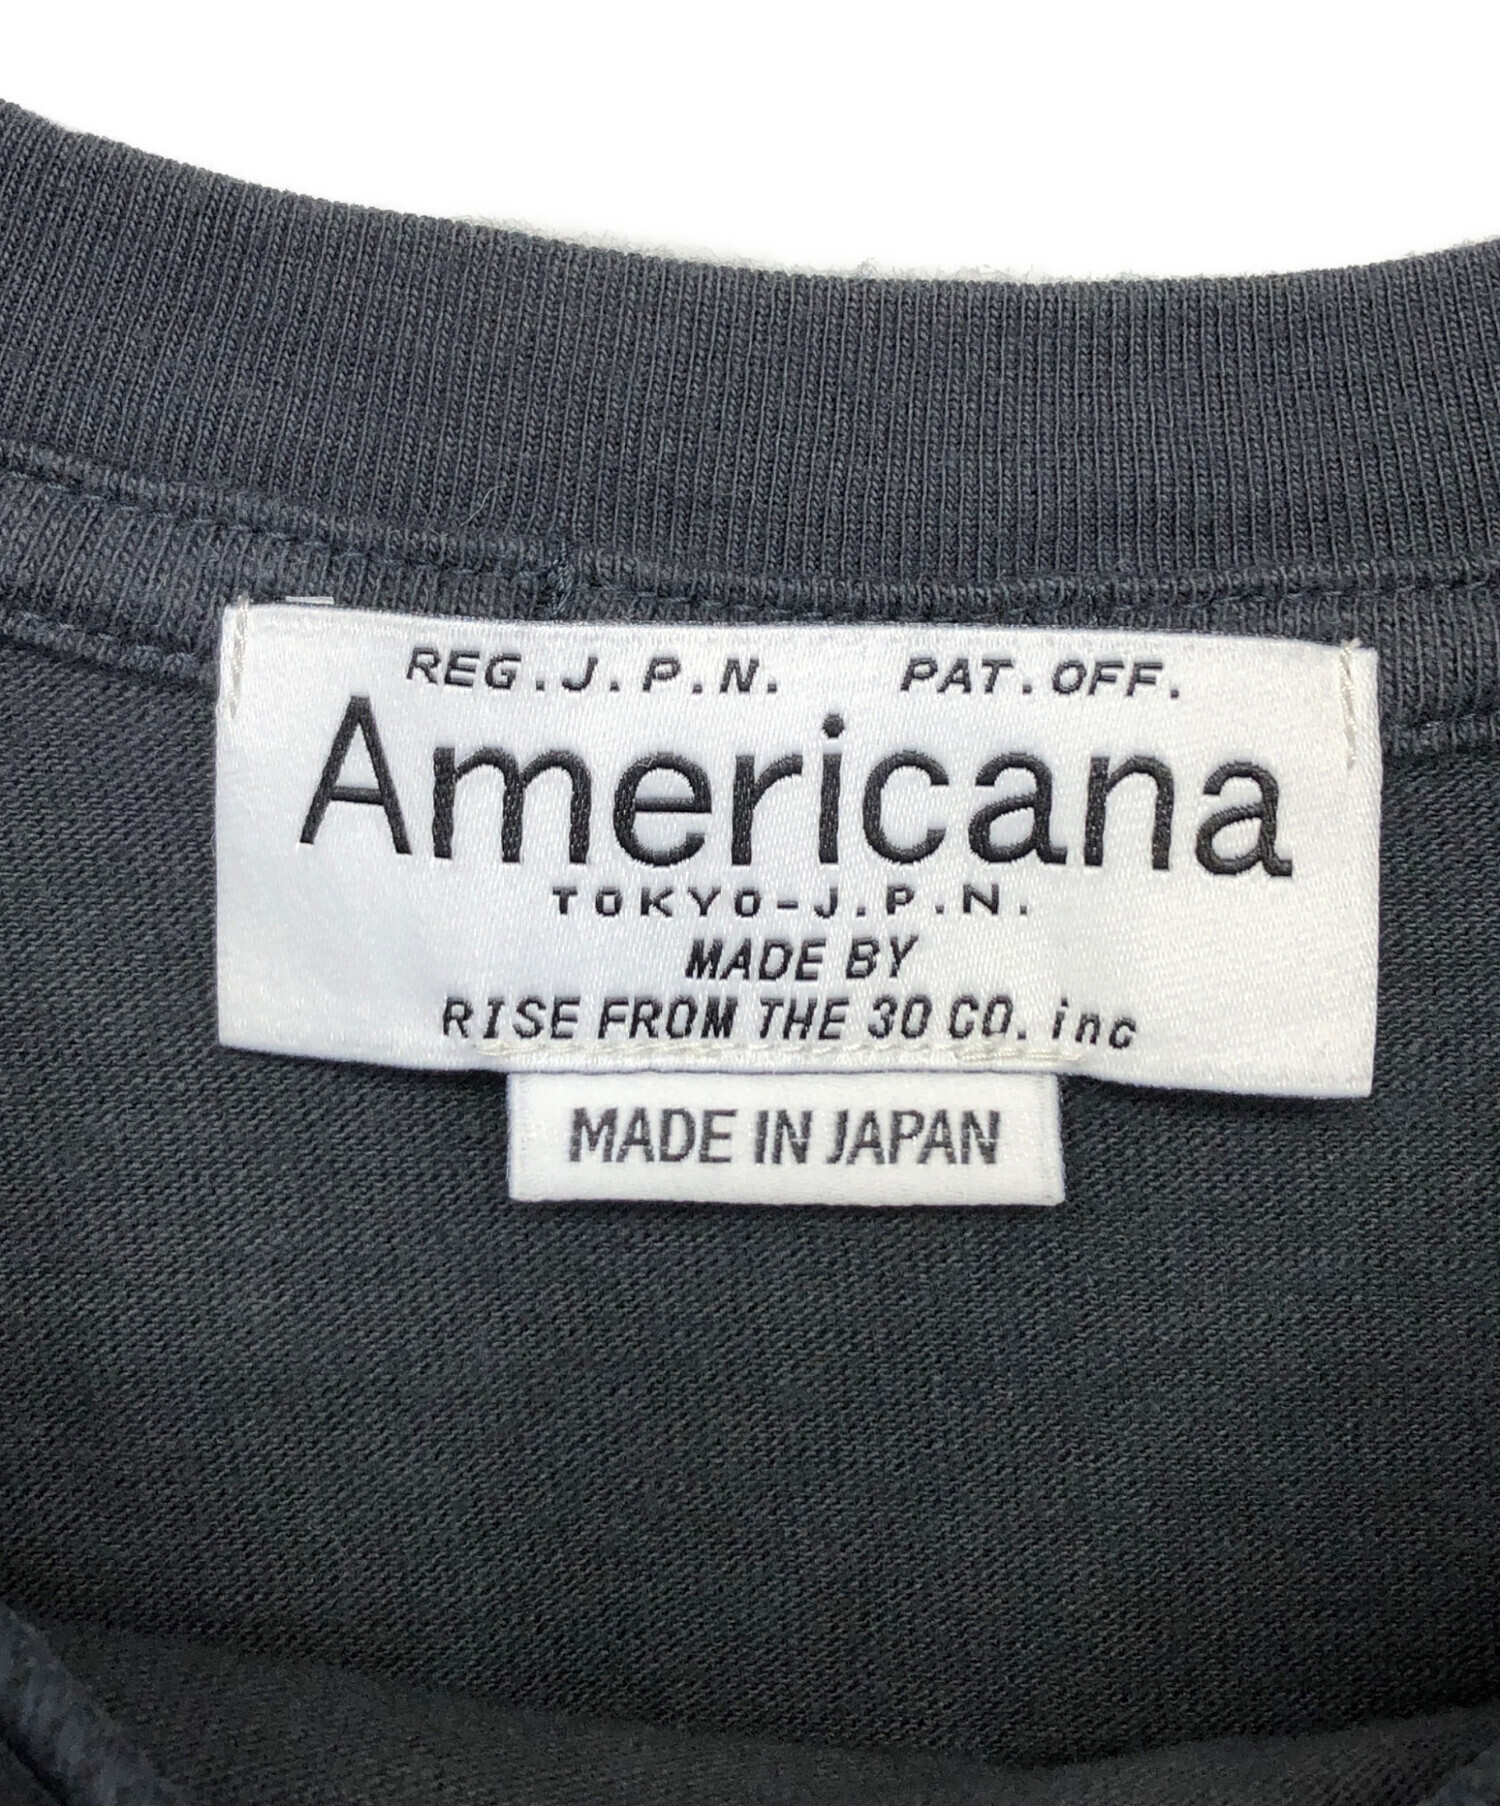 REG.J.P.N. PAT.OFF.
Americana
TOKYO-J.P.N.
MADE BY
RISE FROM THE 30 CO. inc
MADE IN JAPAN